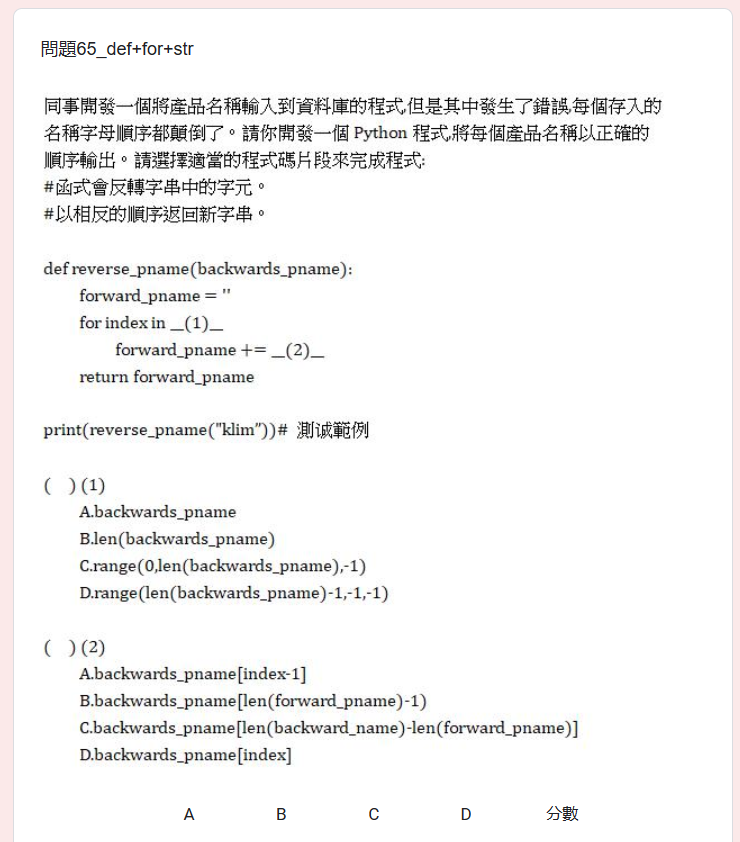 問題65_def+for+str
同事開發一個將產品名稱輸入到資料庫的程式,但是其中發生了錯誤,每個存入的
名稱字母順序都顛倒了。請你開發一個 Python 程式,將每個產品名稱以正確的
順序輸出。請選擇適當的程式碼片段來完成程式:
#函式會反轉字串中的字元。
#以相反的順序返回新字串。
def reverse_pname(backwards_pname):
forward_pname = ''
for index in __(1)__
forward_pname += __(2)__
return forward_pname
print(reverse_pname("klim"))# 測试範例
( ) (1)
A.backwards_pname
B.len(backwards_pname)
C.range(0,len(backwards_pname),-1)
D.range(len(backwards_pname)-1,-1,-1)
( ) (2)
A.backwards_pname[index-1]
B.backwards_pname[len(forward_pname)-1)
C.backwards_pname[len(backward_name)-len(forward_pname)]
D.backwards_pname[index]
A B C D 分數